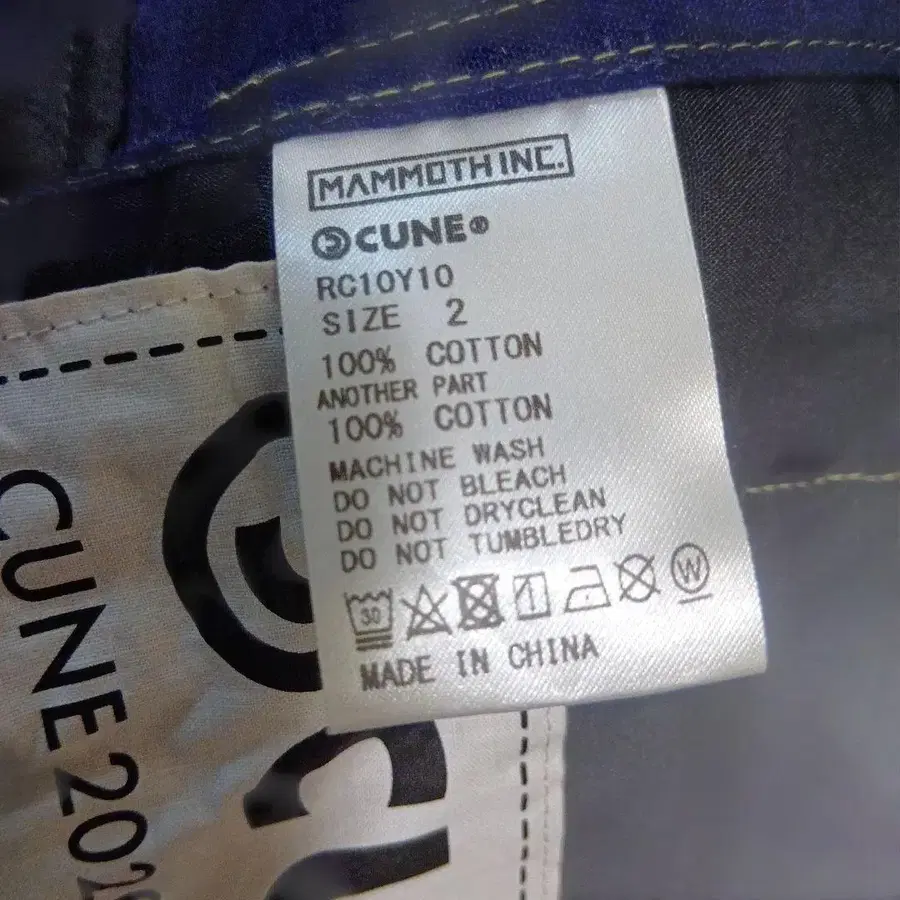 MAMMOTH INC.
CUNE®
RC10Y10
SIZE 2
100% COTTON
ANOTHER PART
100% COTTON
MACHINE WASH
DO NOT BLEACH
DO NOT DRYCLEAN
DO NOT TUMBLEDRY
30
W
MADE IN CHINA
CUNE